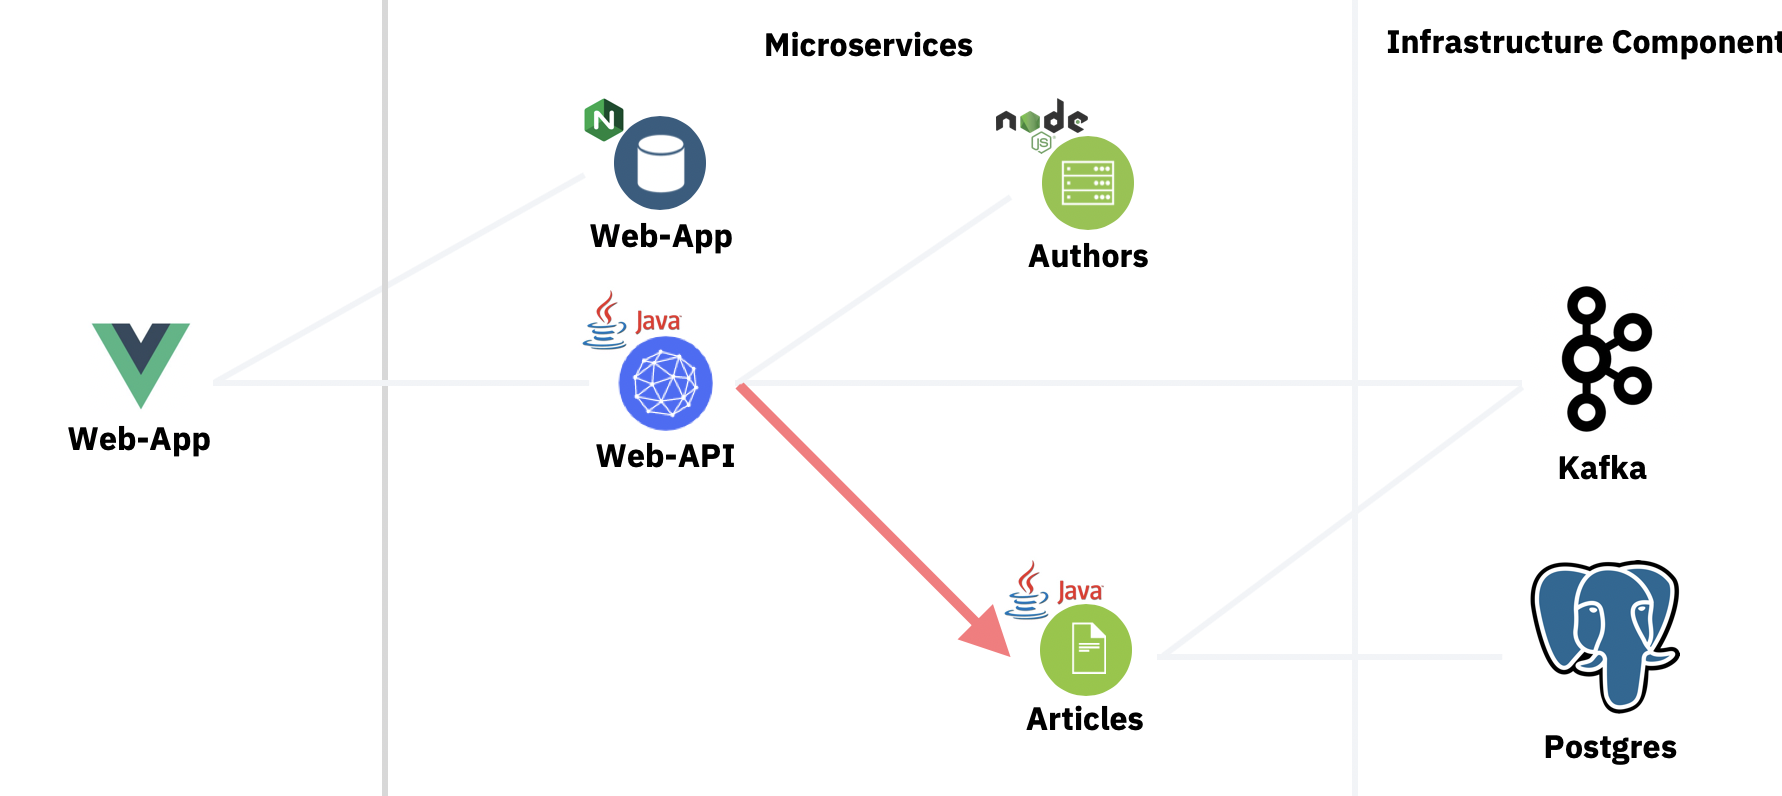 Microservices
Infrastructure Component
N
node
JS
Web-App
Authors
Java
Web-App
Web-API
Kafka
Java
Articles
Postgres